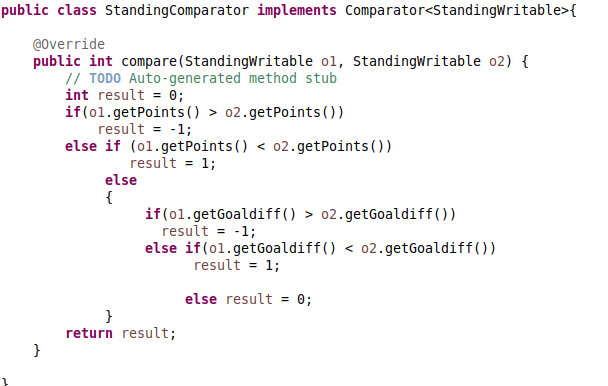 public class StandingComparator implements Comparator<StandingWritable>{
@Override
public int compare(StandingWritable o1, StandingWritable o2) {
// TODO Auto-generated method stub
int result = 0;
if(o1.getPoints() > o2.getPoints())
result = -1;
else if (o1.getPoints() < o2.getPoints())
result = 1;
else
{
if(o1.getGoaldiff() > o2.getGoaldiff())
result = -1;
else if(o1.getGoaldiff() < o2.getGoaldiff())
result = 1;
else result = 0;
}
return result;
}
}